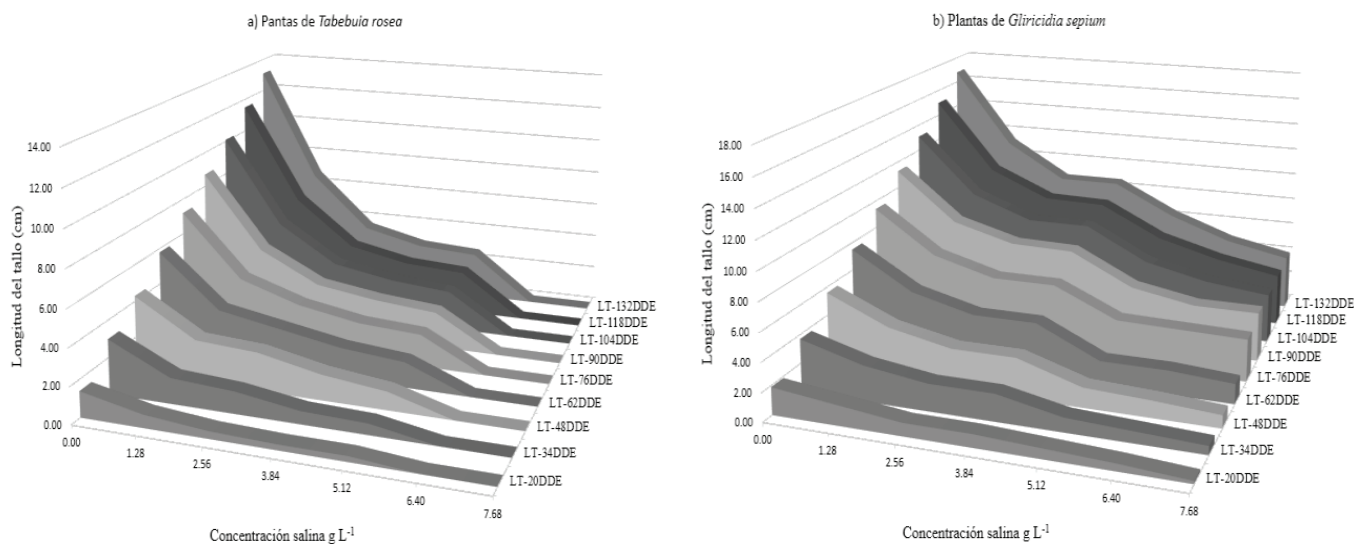 a) Pantas de Tabebuia rosea
14.00
12.00
10.00
8.00
6.00
4.00
2.00
0.00
Longitud del tallo (cm)
0.00
1.28
2.56
3.84
5.12
6.40
7.68
Concentración salina g L-1
LT-132DDE
LT-118DDE
LT-104DDE
LT-90DDE
LT-76DDE
LT-62DDE
LT-48DDE
LT-34DDE
LT-20DDE
b) Plantas de Gliricidia sepium
18.00
16.00
14.00
12.00
10.00
8.00
6.00
4.00
2.00
0.00
Longitud del tallo (cm)
0.00
1.28
2.56
3.84
5.12
6.40
7.68
Concentración salina g L-1
LT-132DDE
LT-118DDE
LT-104DDE
LT-90DDE
LT-76DDE
LT-62DDE
LT-48DDE
LT-34DDE
LT-20DDE